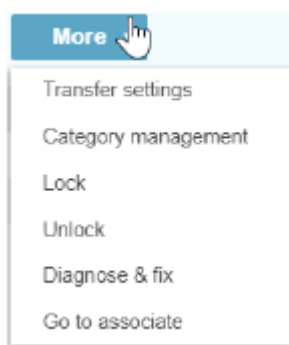 More
Transfer settings
Category management
Lock
Unlock
Diagnose & fix
Go to associate